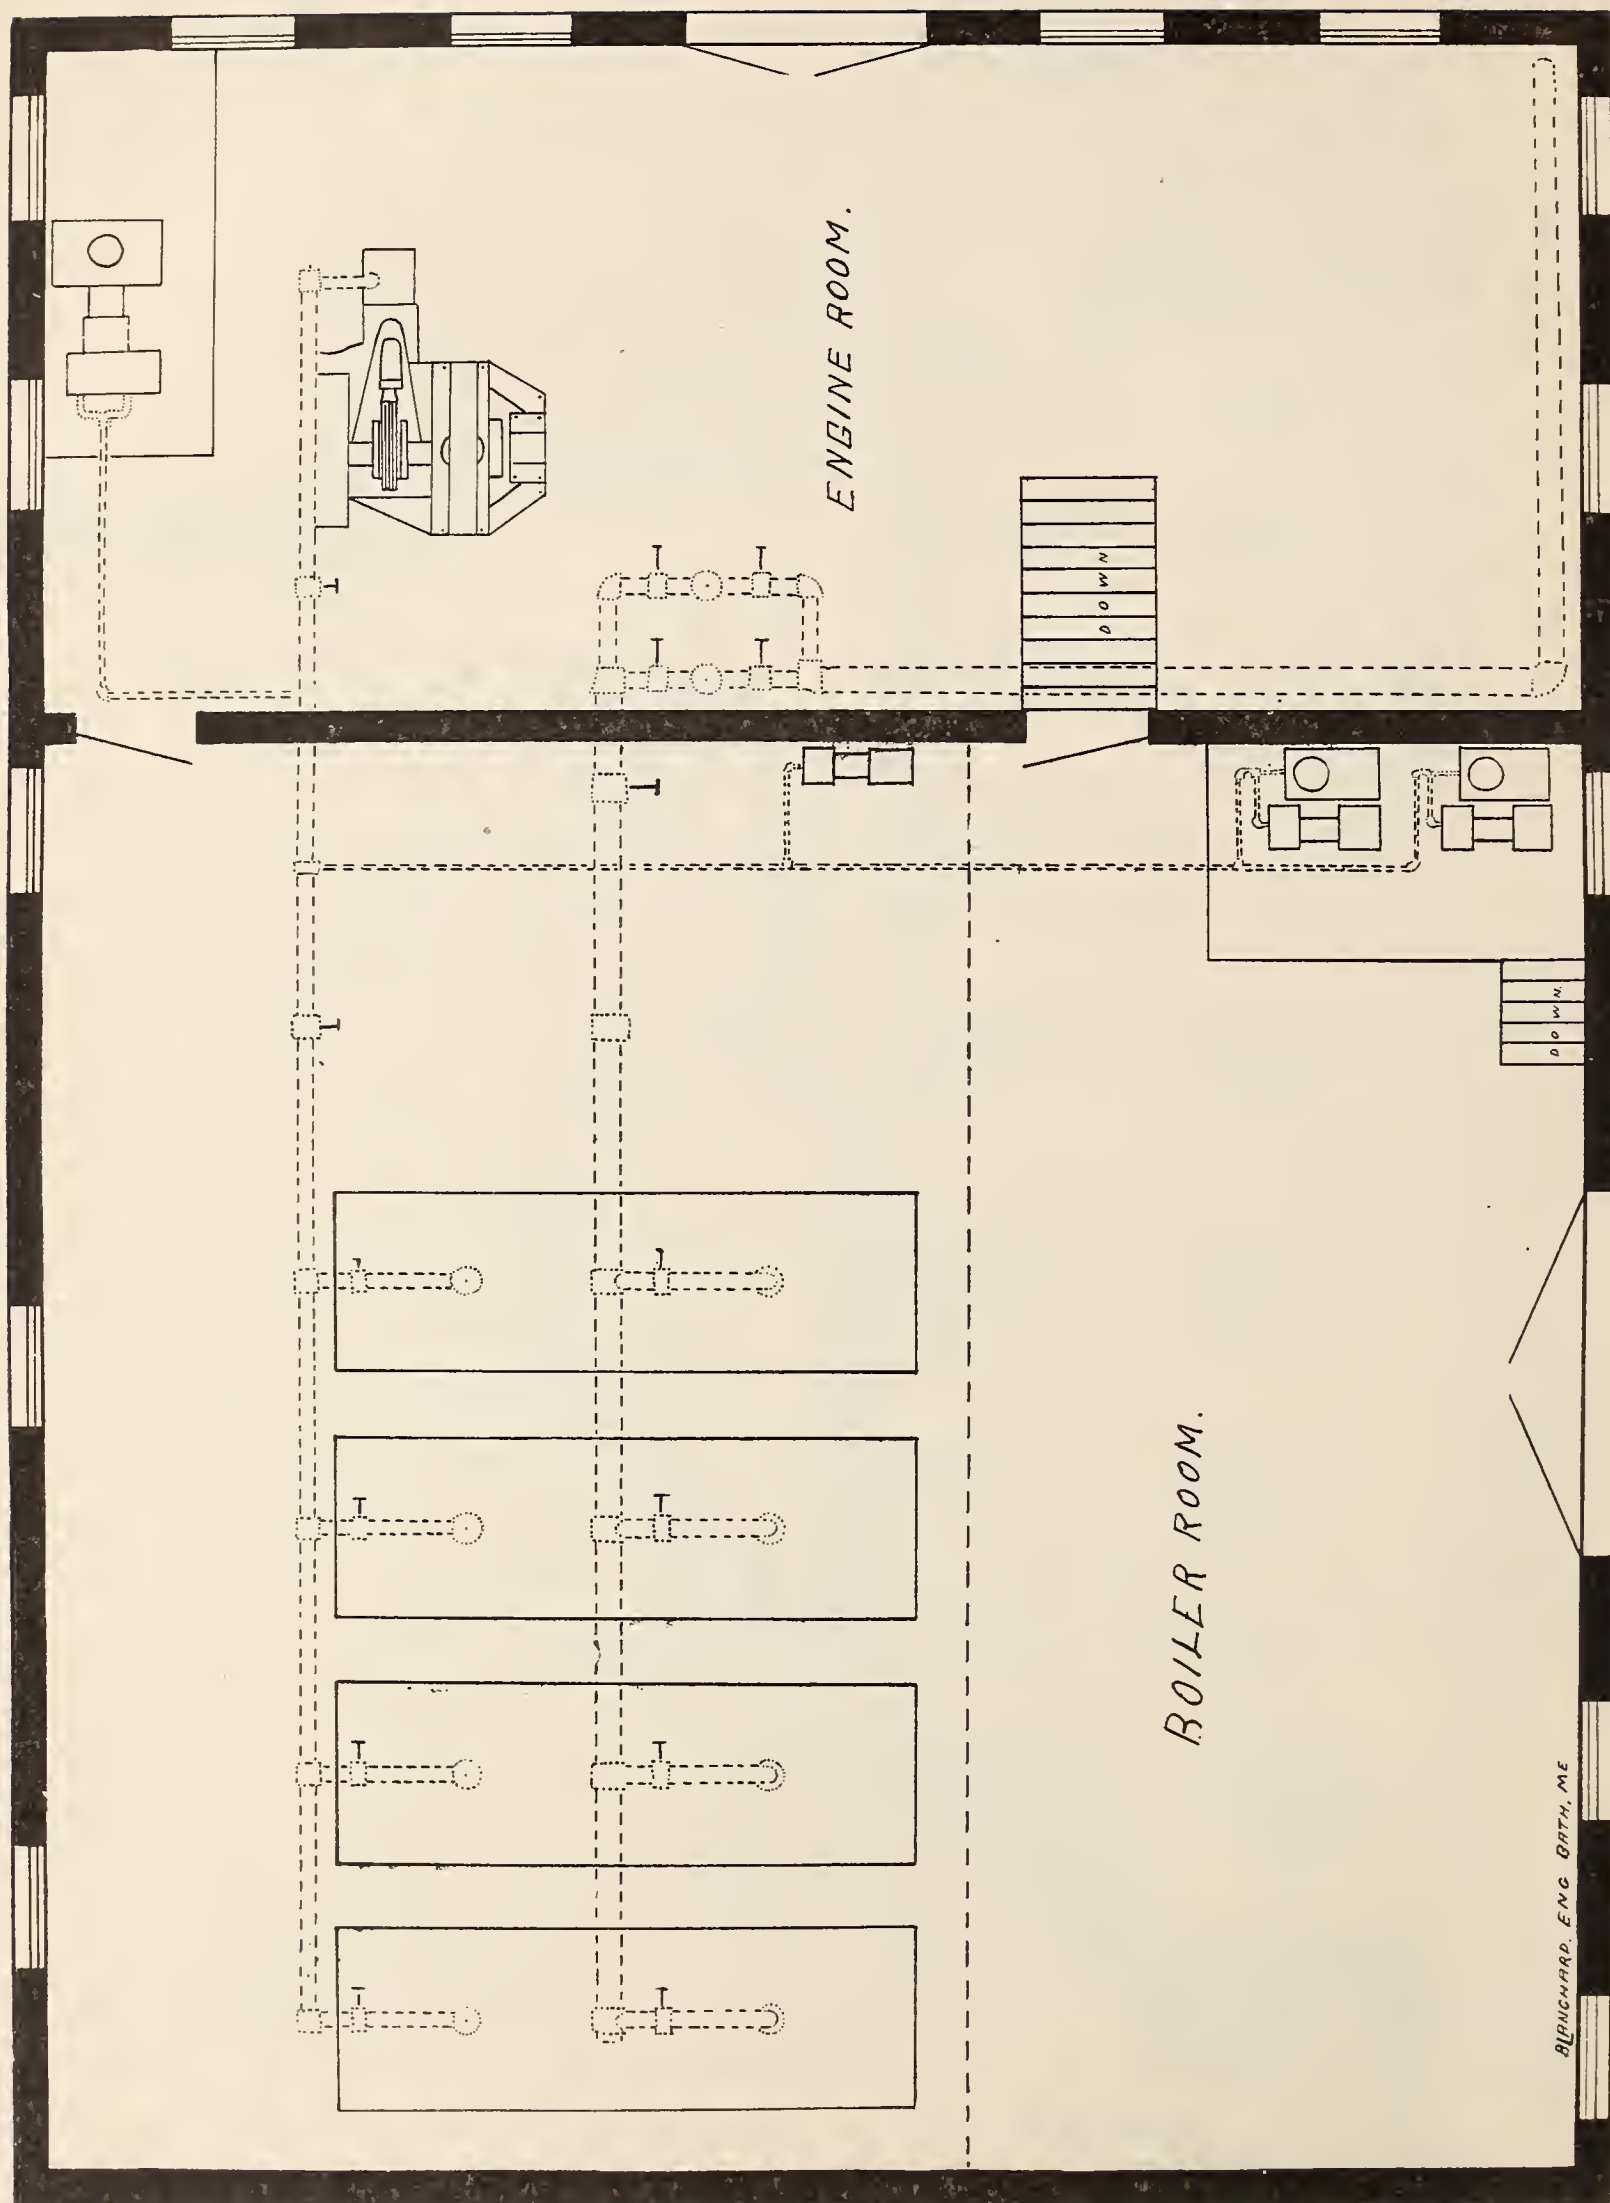 ENGINE ROOM.
DOWN
DOWN.
BOILER ROOM.
BLANCHARD. ENG BATH, ME